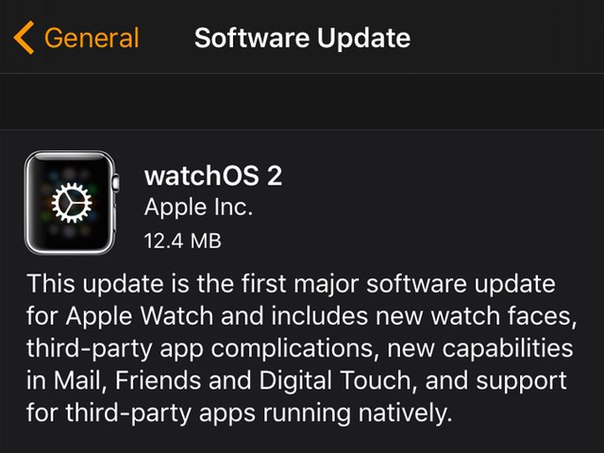 General
Software Update
watchOS 2
Apple Inc.
12.4 MB
This update is the first major software update
for Apple Watch and includes new watch faces,
third-party app complications, new capabilities
in Mail, Friends and Digital Touch, and support
for third-party apps running natively.